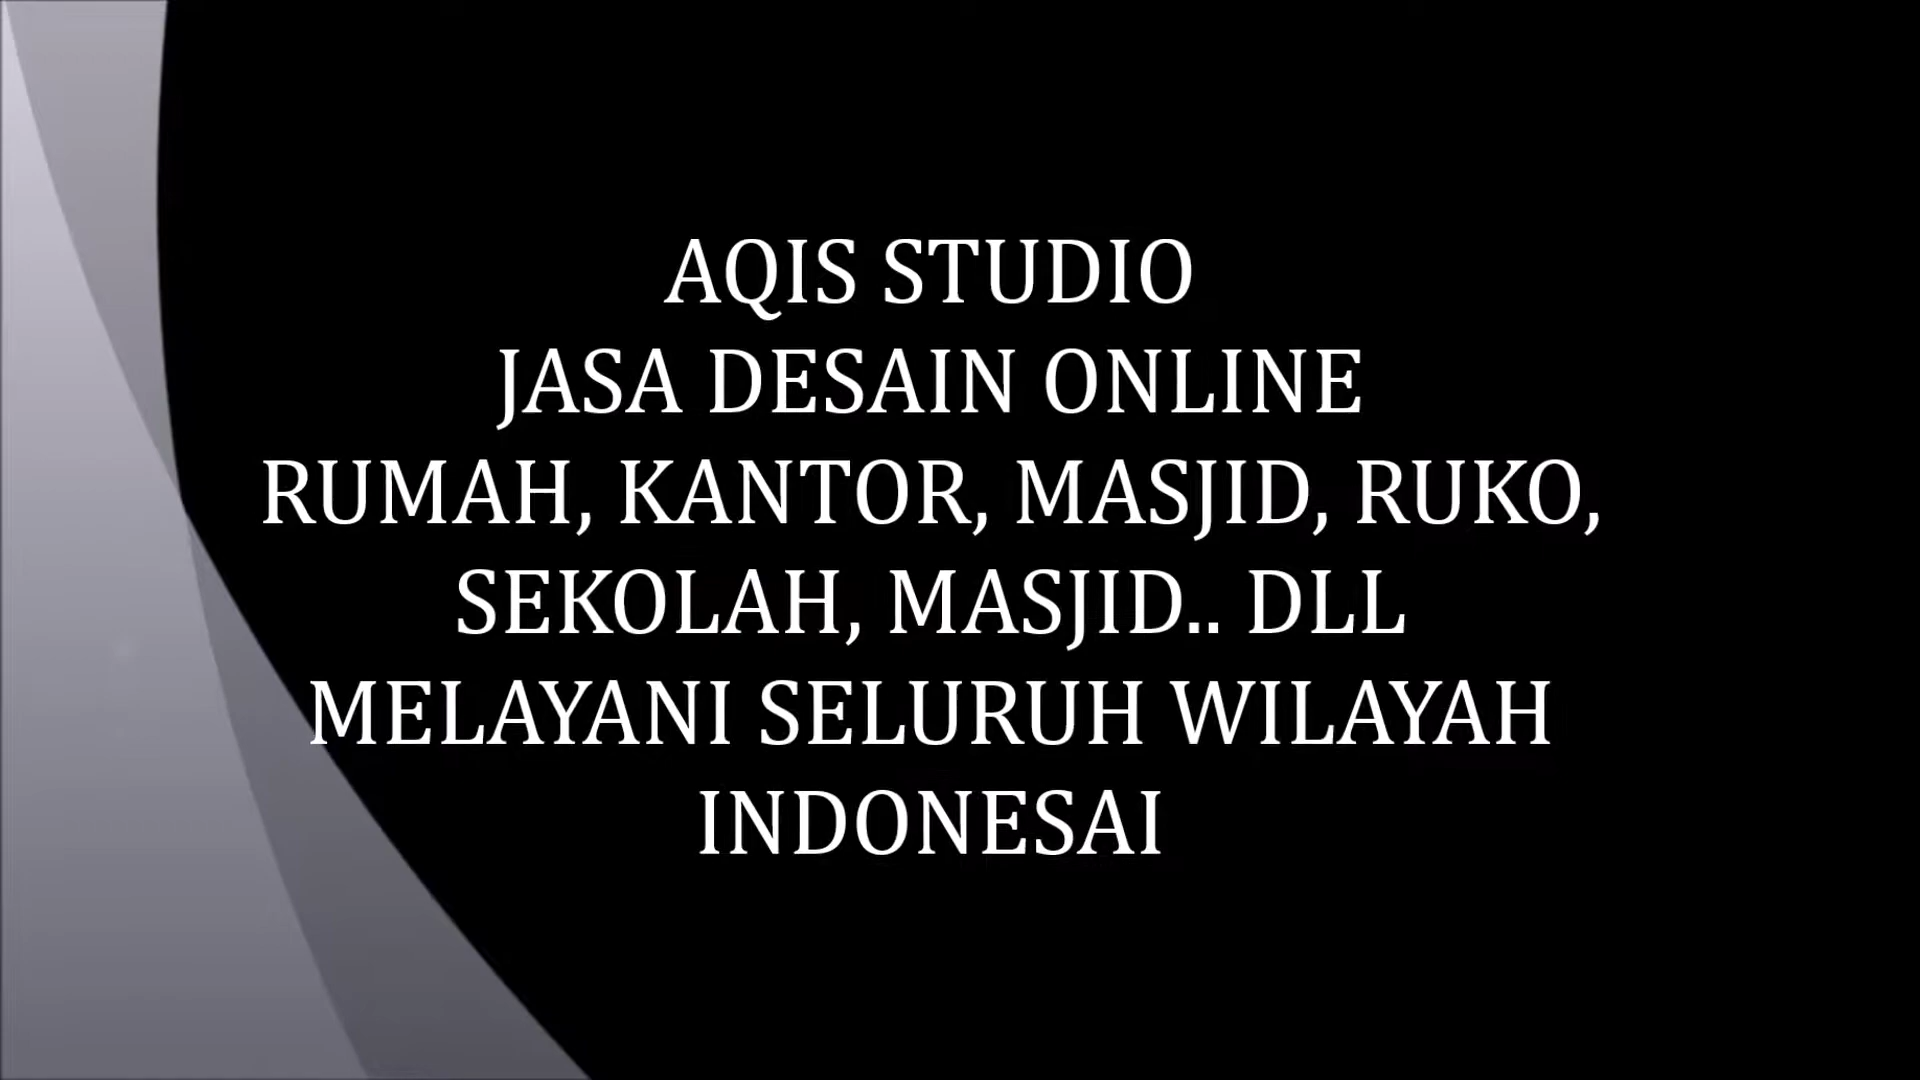 AQIS STUDIO
JASA DESAIN ONLINE
RUMAH, KANTOR, MASJID, RUKO,
SEKOLAH, MASJID.. DLL
MELAYANI SELURUH WILAYAH
INDONESAI